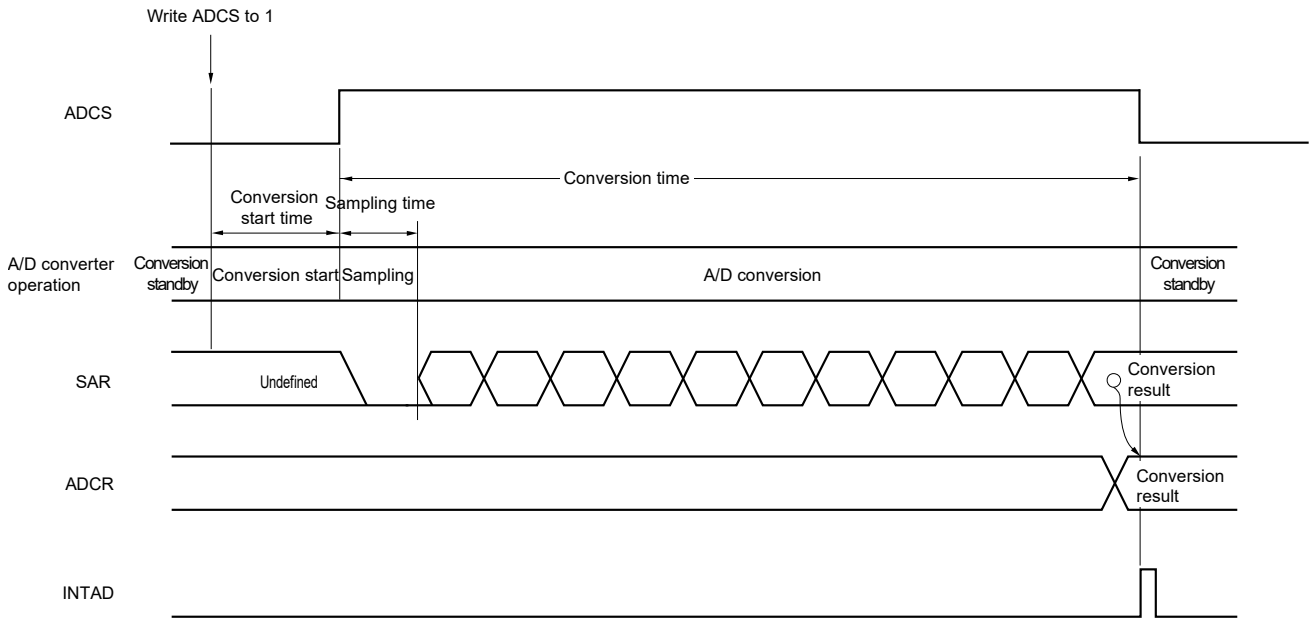 Write ADCS to 1
ADCS
Conversion time
Conversion
start time
Sampling time
A/D converter
operation
Conversion
standby
Conversion start
Sampling
A/D conversion
Conversion
standby
SAR
Undefined
Conversion
result
ADCR
Conversion
result
INTAD